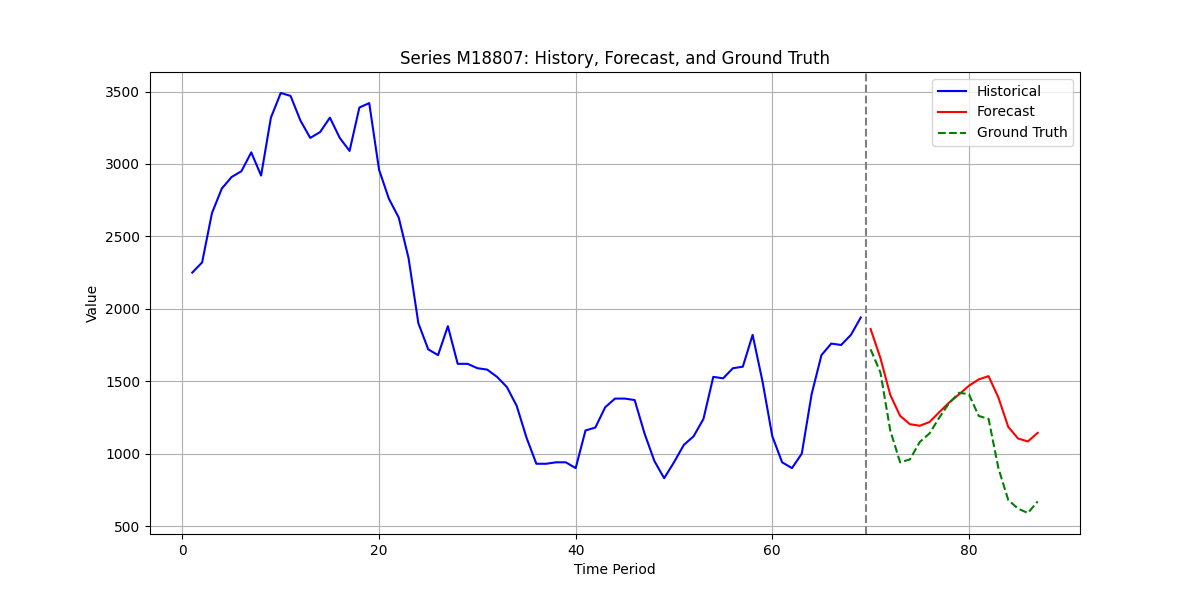 Series M18807: History, Forecast, and Ground Truth
Historical
Forecast
Ground Truth
3500
3000
2500
2000
1500
1000
500
Value
0
20
40
60
80
Time Period